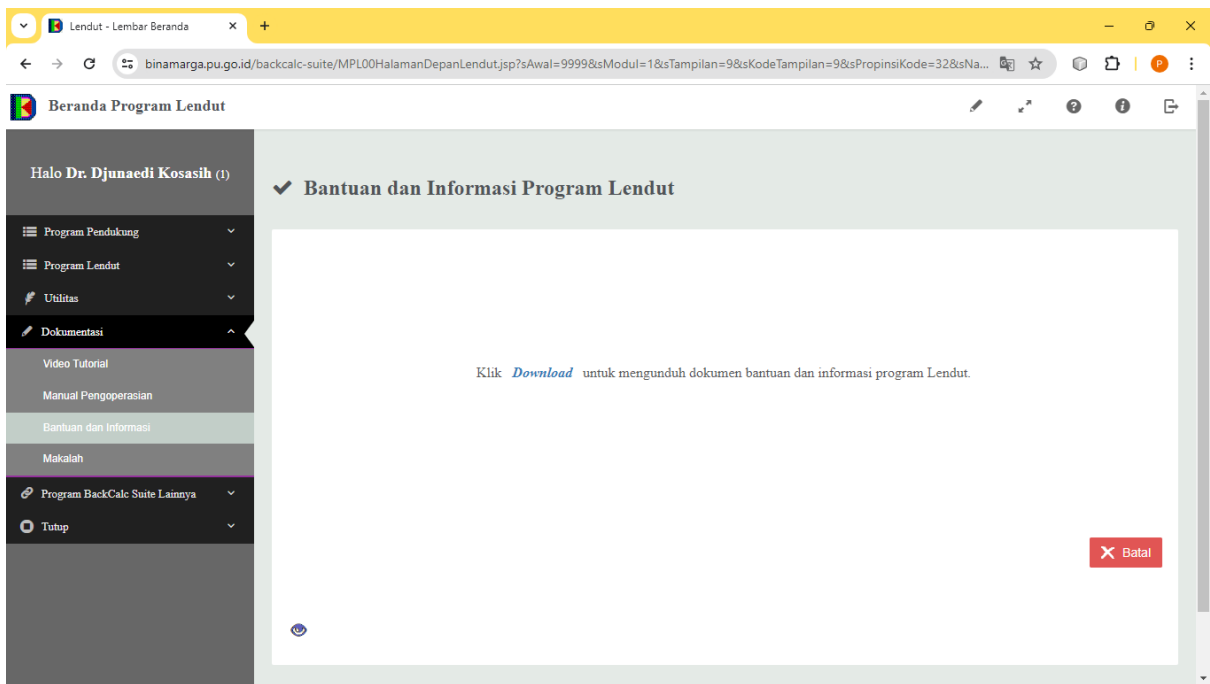 Lendut - Lembar Beranda
binamarga.pu.go.id/backcalc-suite/MPL00HalamanDepanLendut.jsp?sAwal=9999&sModul=1&sTampilan=9&sKodeTampilan=9&sPropinsiKode=32&sNa...
P
Beranda Program Lendut
Halo Dr. Djunaedi Kosasih (1)
Bantuan dan Informasi Program Lendut
Program Pendukung
Program Lendut
Utilitas
Dokumentasi
Video Tutorial
Manual Pengoperasian
Bantuan dan Informasi
Makalah
Program BackCalc Suite Lainnya
Tutup
Klik Download untuk mengunduh dokumen bantuan dan informasi program Lendut.
Batal